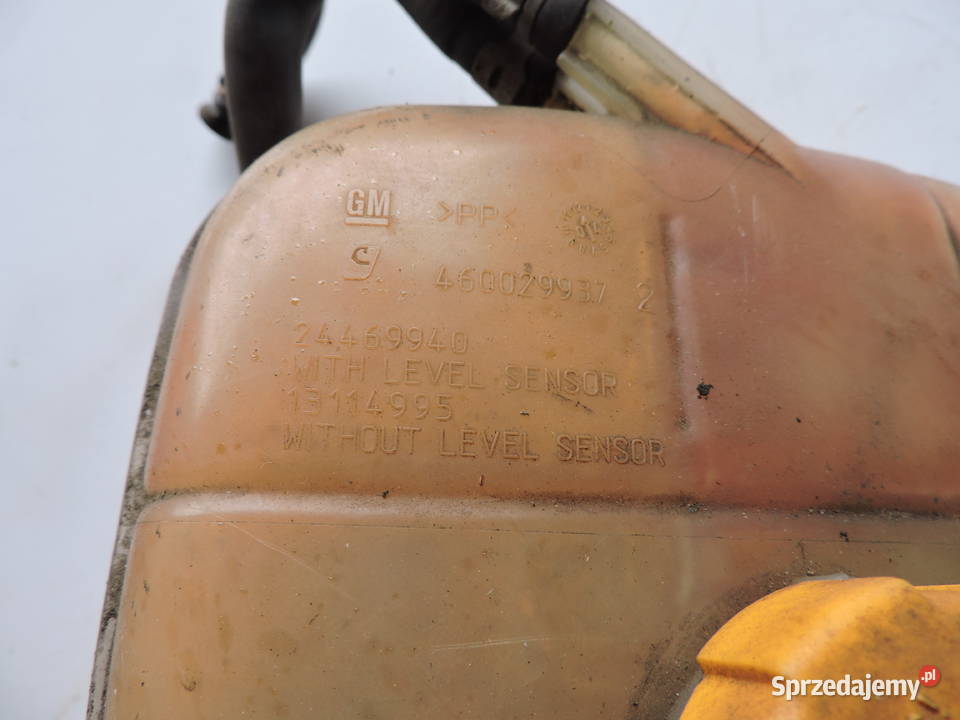 GM >PP<
460029937 2
24469940
WITH LEVEL SENSOR
13114995
WITHOUT LEVEL SENSOR
Sprzedajemy.pl